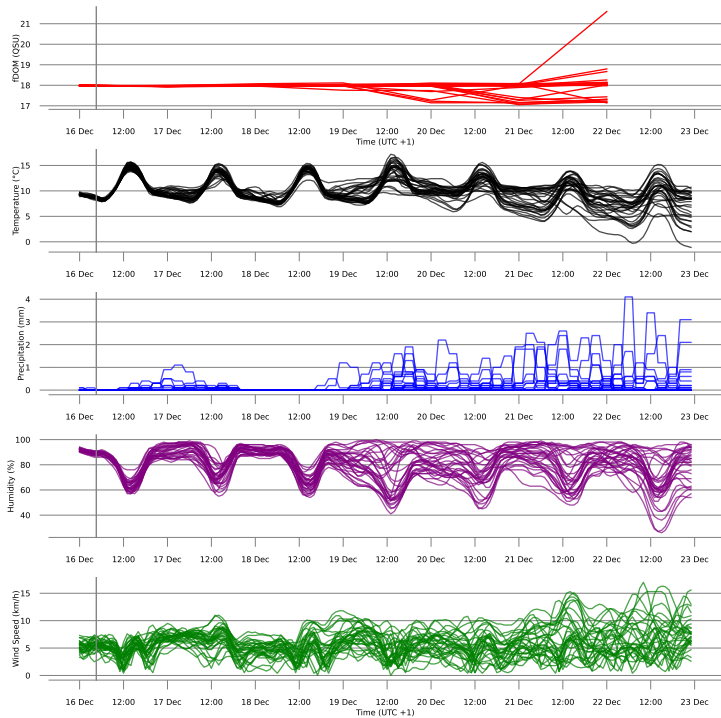 fDOM (QSU)
21
20
19
18
17
16 Dec 12:00 17 Dec 12:00 18 Dec 12:00 19 Dec 12:00 20 Dec 12:00 21 Dec 12:00 22 Dec 12:00 23 Dec
Time (UTC +1)
Temperature (°C)
15
10
5
0
16 Dec 12:00 17 Dec 12:00 18 Dec 12:00 19 Dec 12:00 20 Dec 12:00 21 Dec 12:00 22 Dec 12:00 23 Dec
Precipitation (mm)
4
3
2
1
0
16 Dec 12:00 17 Dec 12:00 18 Dec 12:00 19 Dec 12:00 20 Dec 12:00 21 Dec 12:00 22 Dec 12:00 23 Dec
Humidity (%)
100
80
60
40
16 Dec 12:00 17 Dec 12:00 18 Dec 12:00 19 Dec 12:00 20 Dec 12:00 21 Dec 12:00 22 Dec 12:00 23 Dec
Wind Speed (km/h)
15
10
5
0
16 Dec 12:00 17 Dec 12:00 18 Dec 12:00 19 Dec 12:00 20 Dec 12:00 21 Dec 12:00 22 Dec 12:00 23 Dec
Time (UTC +1)